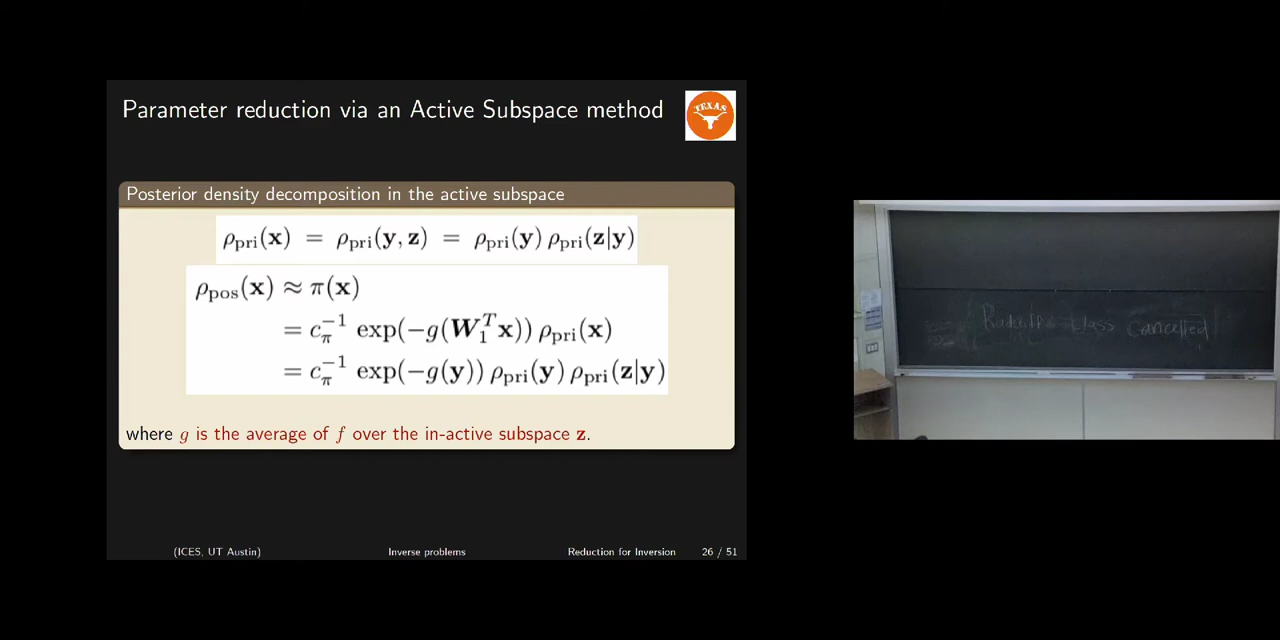 Parameter reduction via an Active Subspace method
TEXAS
Posterior density decomposition in the active subspace
ρ_pri(x) = ρ_pri(y, z) = ρ_pri(y) ρ_pri(z|y)
ρ_pos(x) ≈ π(x)
= c_π^{-1} exp(−g(W_1^T x)) ρ_pri(x)
= c_π^{-1} exp(−g(y)) ρ_pri(y) ρ_pri(z|y)
where g is the average of f over the in-active subspace z.
(ICES, UT Austin) Inverse problems Reduction for Inversion 26 / 51
Class Cancelled